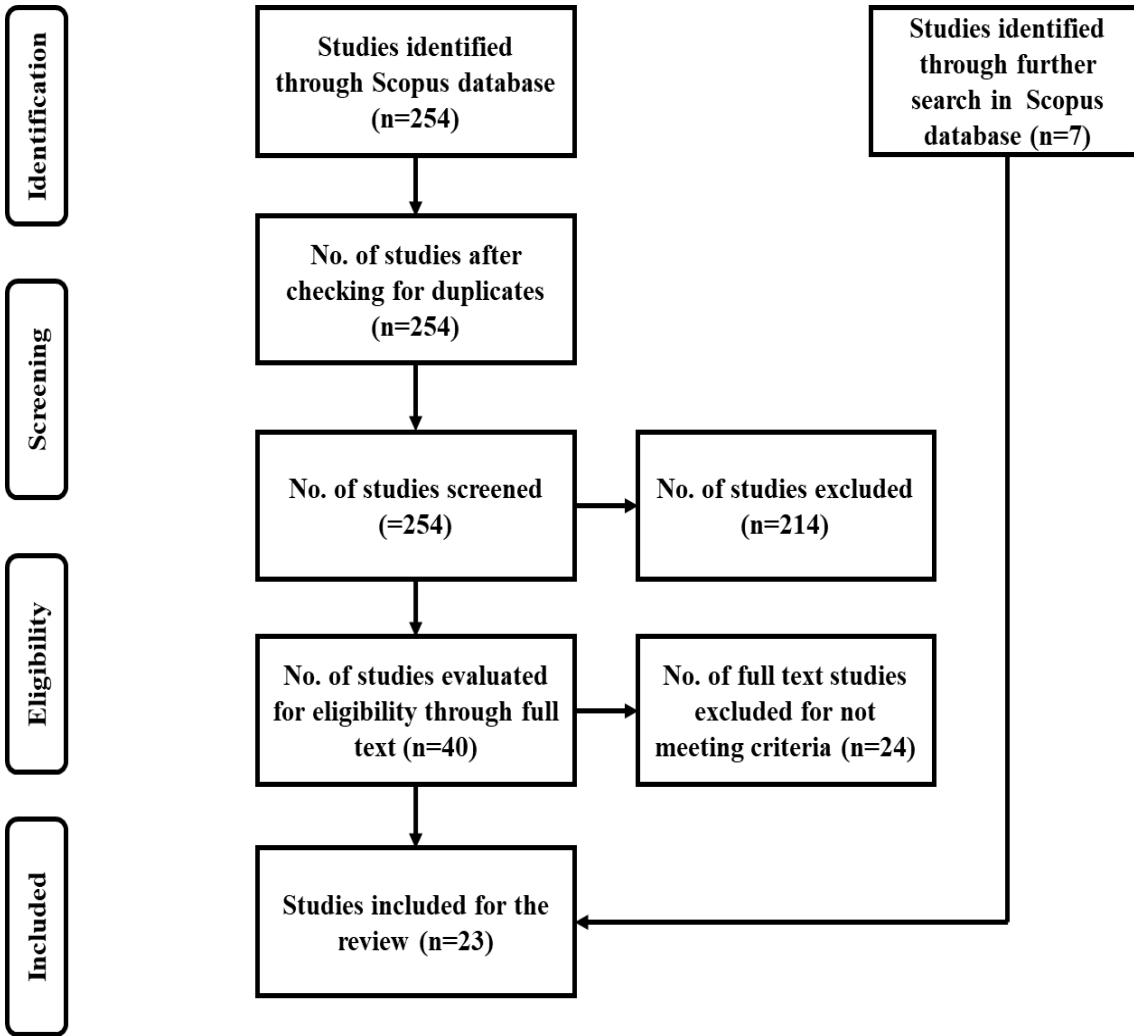 Identification
Studies identified
through Scopus database
(n=254)
Studies identified
through further
search in Scopus
database (n=7)
No. of studies after
checking for duplicates
(n=254)
Screening
No. of studies screened
(=254)
No. of studies excluded
(n=214)
Eligibility
No. of studies evaluated
for eligibility through full
text (n=40)
No. of full text studies
excluded for not
meeting criteria (n=24)
Included
Studies included for the
review (n=23)